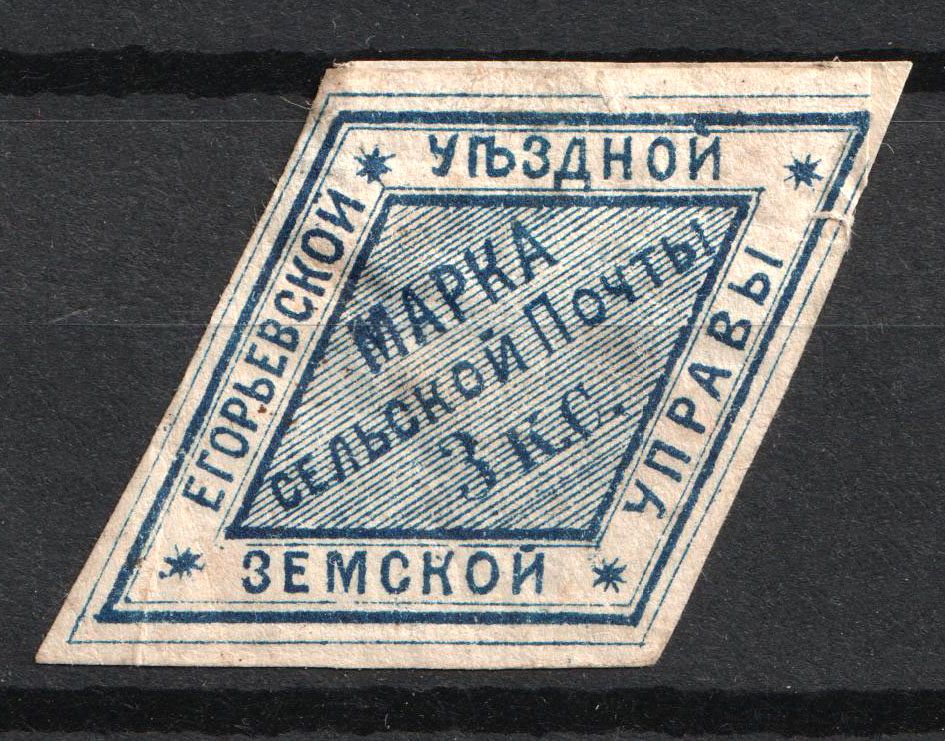 ЕГОРЬЕВСКОЙ
УѢЗДНОЙ
ЗЕМСКОЙ
УПРАВЫ
МАРКА
СЕЛЬСКОЙ ПОЧТЫ
3 к.с.